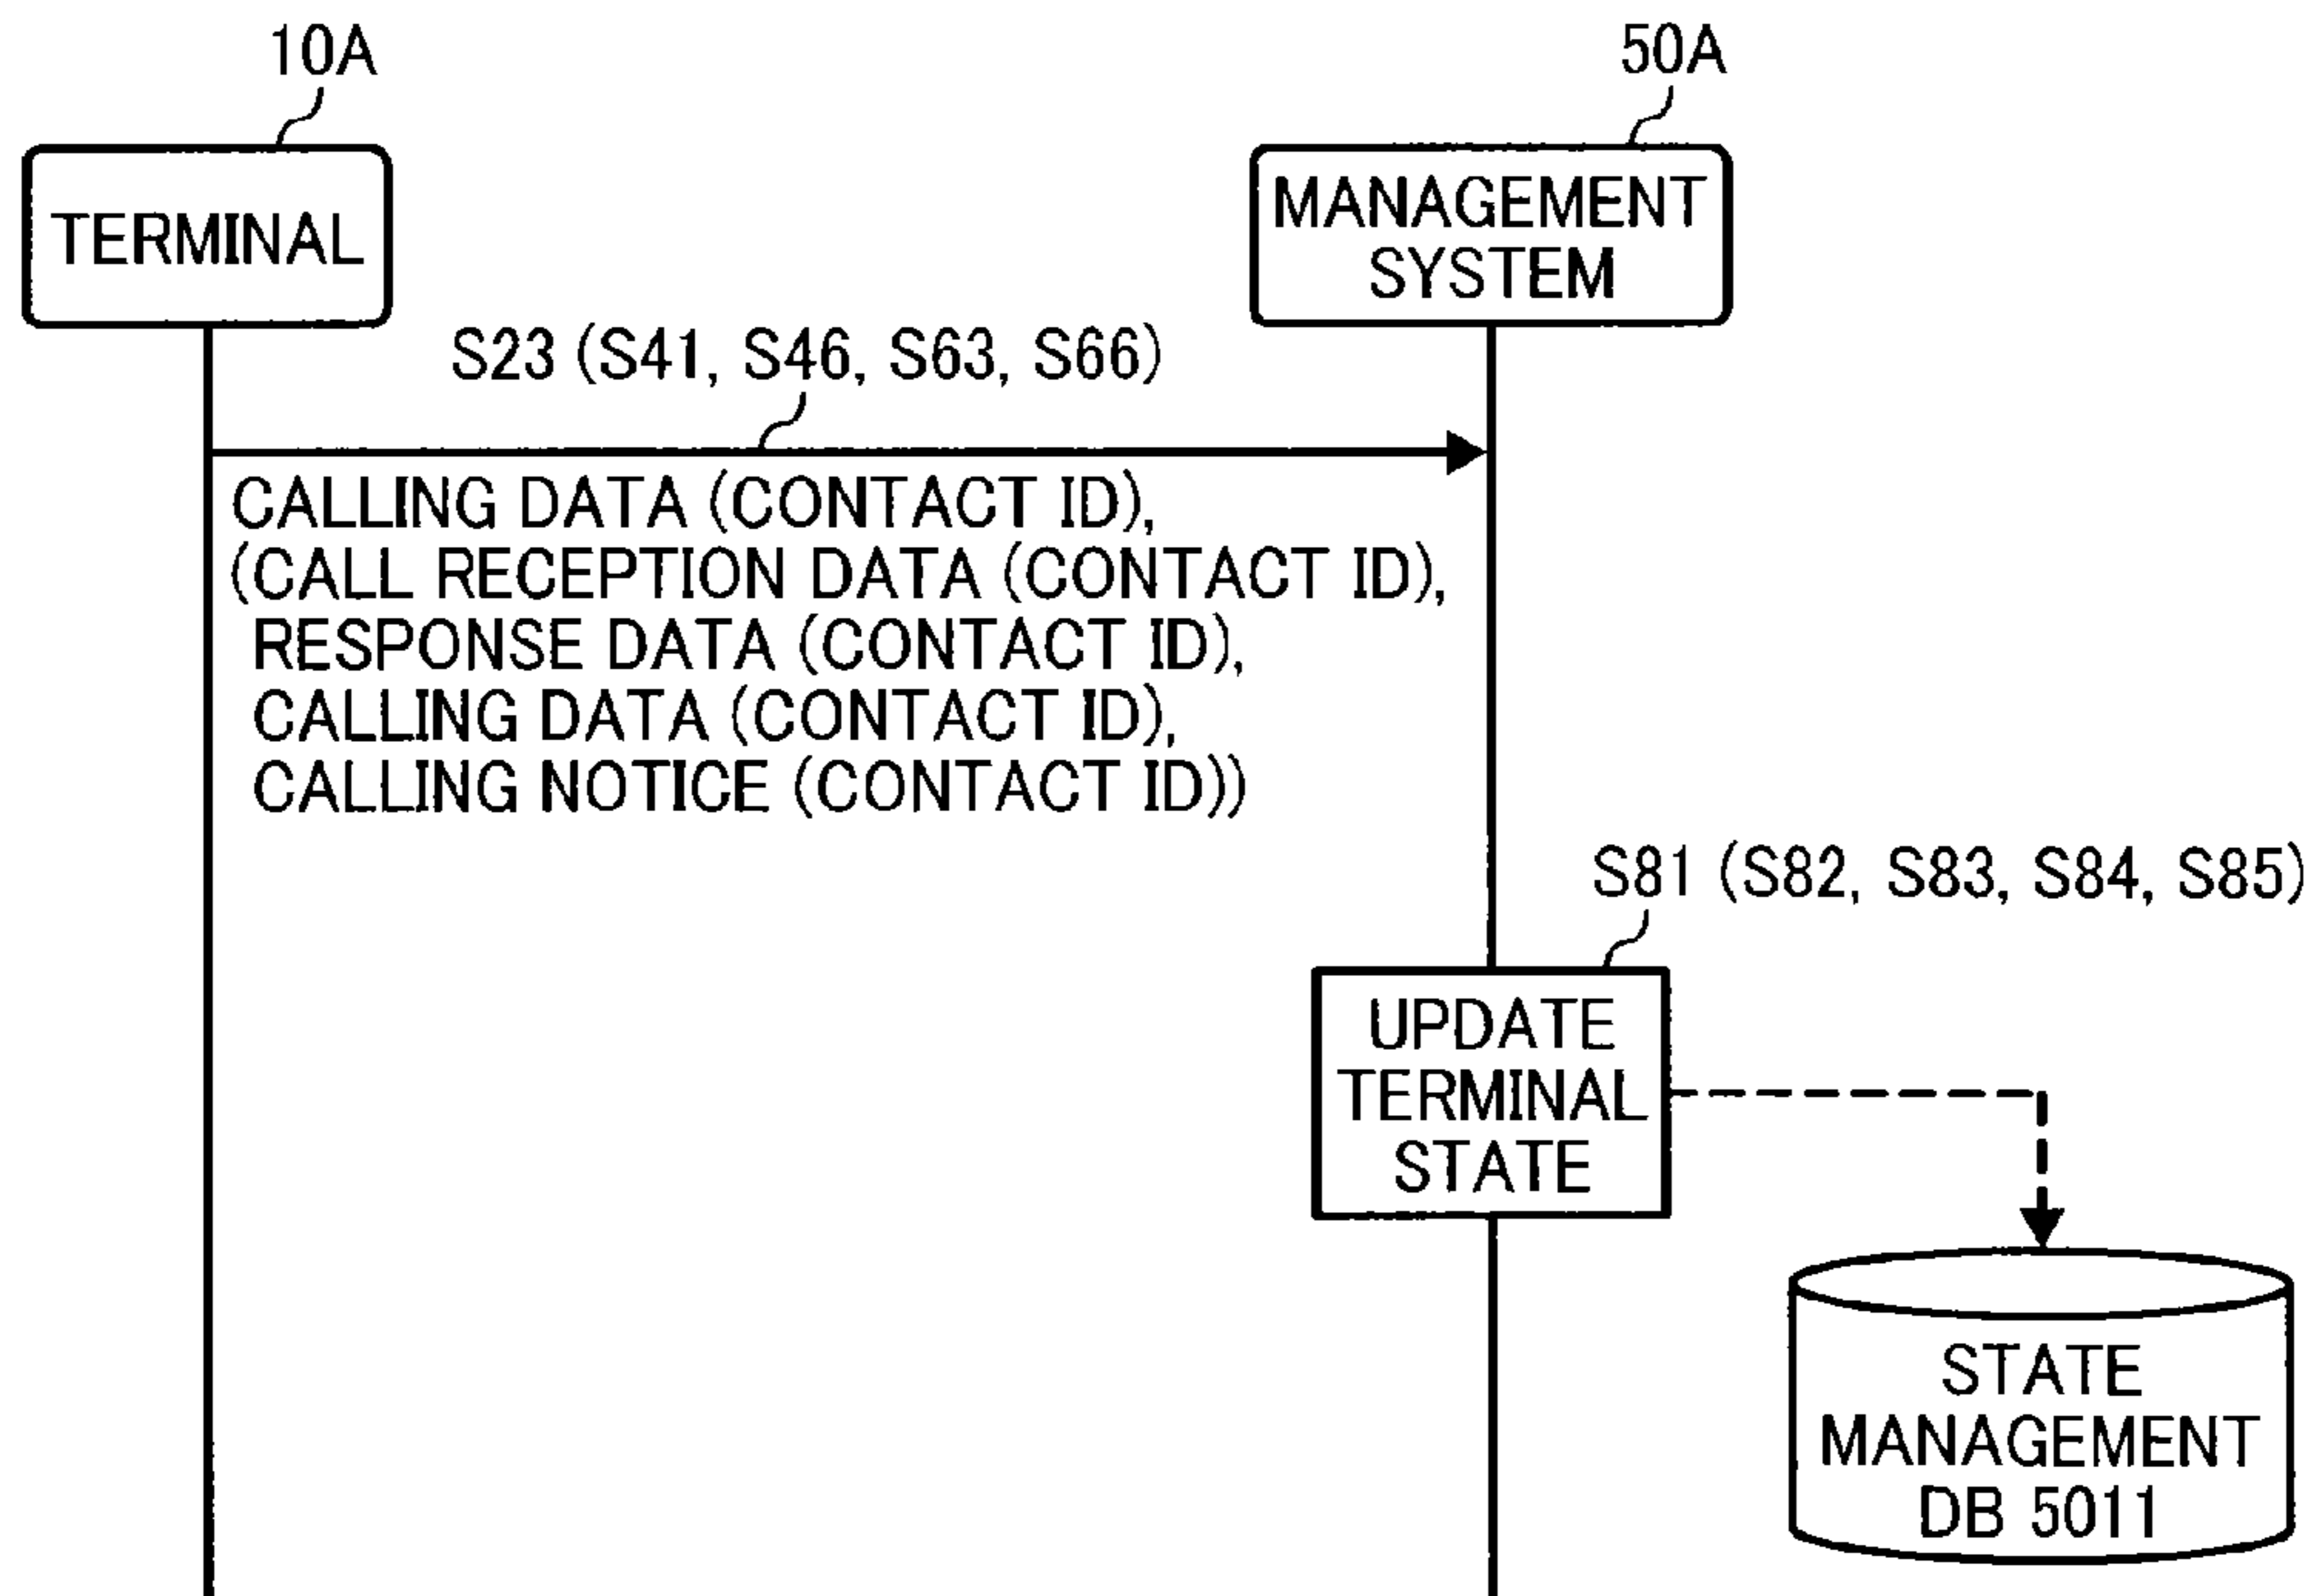 10A
50A
TERMINAL
MANAGEMENT
SYSTEM
S23 (S41, S46, S63, S66)
CALLING DATA (CONTACT ID),
(CALL RECEPTION DATA (CONTACT ID),
RESPONSE DATA (CONTACT ID),
CALLING DATA (CONTACT ID),
CALLING NOTICE (CONTACT ID))
S81 (S82, S83, S84, S85)
UPDATE
TERMINAL
STATE
STATE
MANAGEMENT
DB 5011